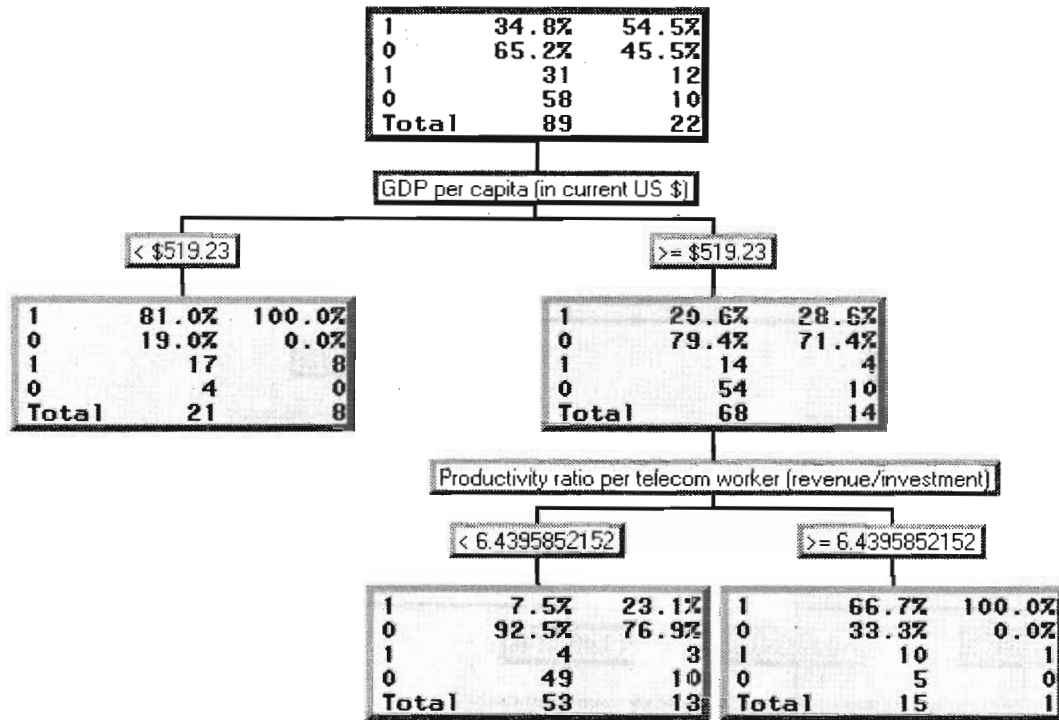 1 34.8% 54.5%
0 65.2% 45.5%
1 31 12
0 58 10
Total 89 22
GDP per capita (in current US $)
< $519.23
>= $519.23
1 81.0% 100.0%
0 19.0% 0.0%
1 17 8
0 4 0
Total 21 8
1 20.6% 28.6%
0 79.4% 71.4%
1 14 4
0 54 10
Total 68 14
Productivity ratio per telecom worker (revenue/investment)
< 6.4395852152
>= 6.4395852152
1 7.5% 23.1%
0 92.5% 76.9%
1 4 3
0 49 10
Total 53 13
1 66.7% 100.0%
0 33.3% 0.0%
1 10 1
0 5 0
Total 15 1